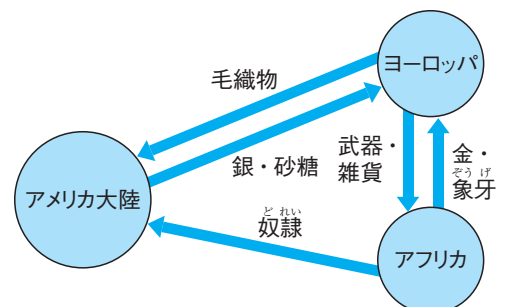 ヨーロッパ
毛織物
銀・砂糖
武器・
雑貨
金・
ぞうげ
象牙
アメリカ大陸
どれい
奴隷
アフリカ